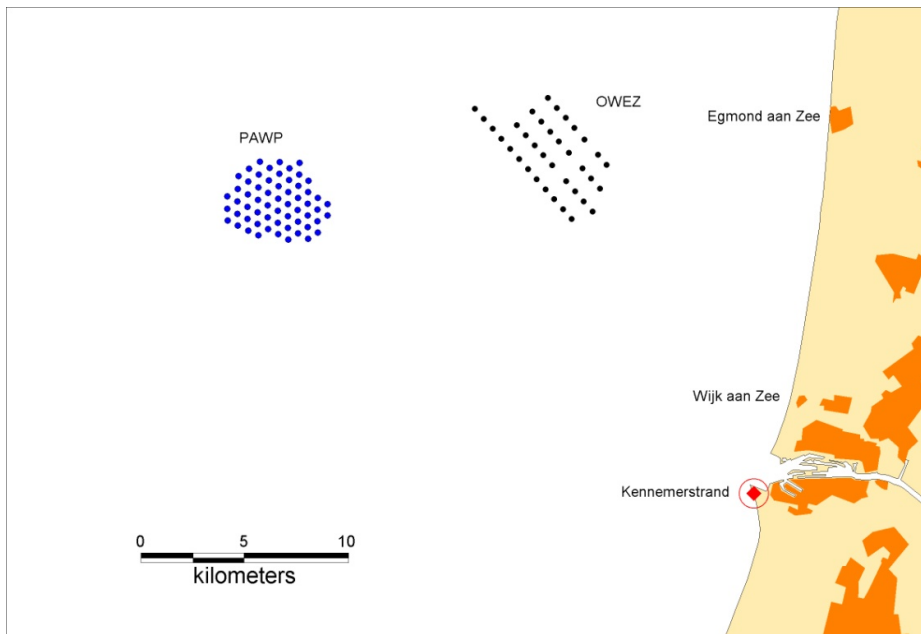 OWEZ
Egmond aan Zee
PAWP
Wijk aan Zee
Kennemerstrand
0 5 10
kilometers